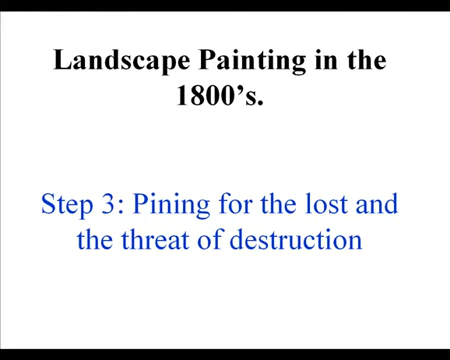 Landscape Painting in the
1800’s.
Step 3: Pining for the lost and
the threat of destruction